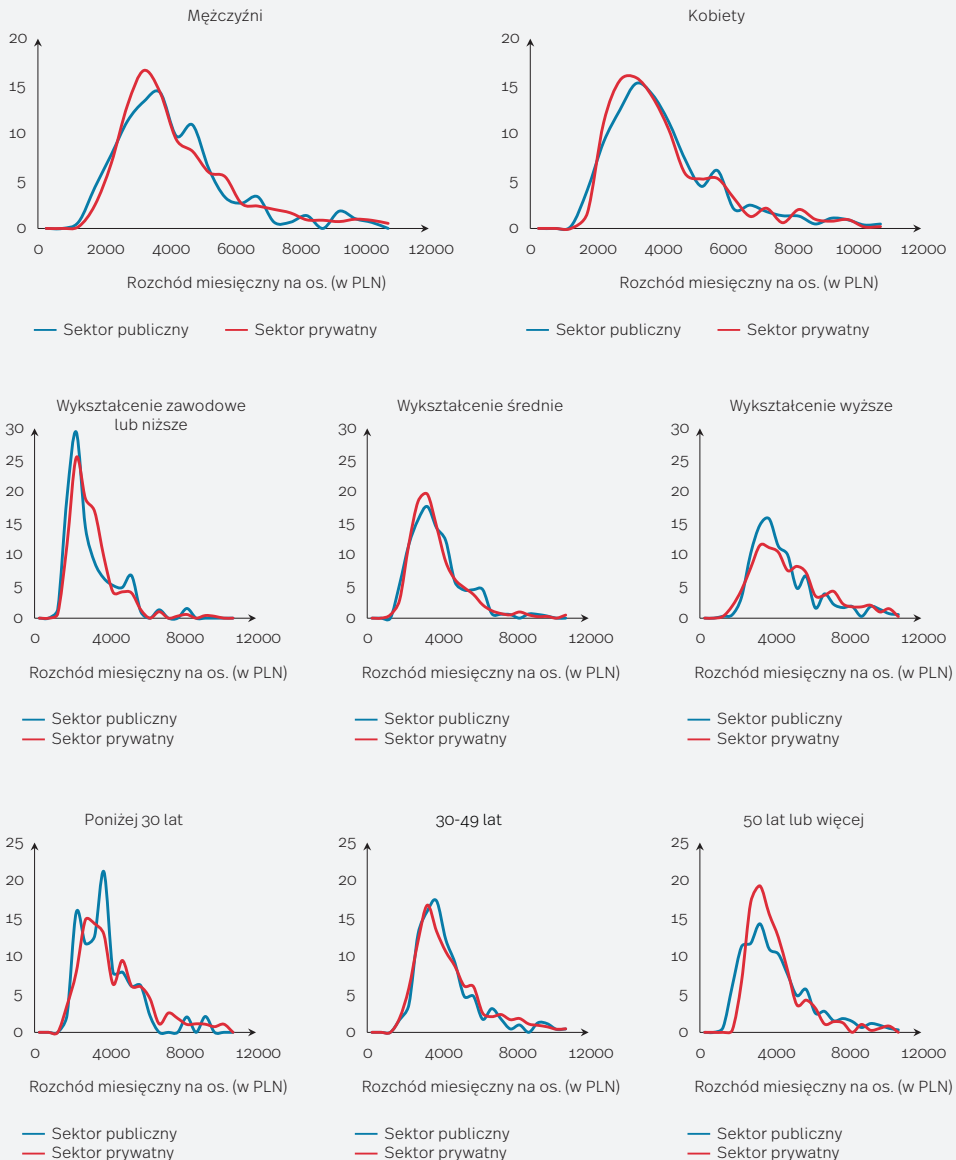 Mężczyźni
20
15
10
5
0
0 2000 4000 6000 8000 10000 12000
Rozchód miesięczny na os. (w PLN)
Sektor publiczny Sektor prywatny
Kobiety
20
15
10
5
0
0 2000 4000 6000 8000 10000 12000
Rozchód miesięczny na os. (w PLN)
Sektor publiczny Sektor prywatny
Wykształcenie zawodowe
lub niższe
30
25
20
15
10
5
0
0 4000 8000 12000
Rozchód miesięczny na os. (w PLN)
Sektor publiczny
Sektor prywatny
Wykształcenie średnie
30
25
20
15
10
5
0
0 4000 8000 12000
Rozchód miesięczny na os. (w PLN)
Sektor publiczny
Sektor prywatny
Wykształcenie wyższe
30
25
20
15
10
5
0
0 4000 8000 12000
Rozchód miesięczny na os. (w PLN)
Sektor publiczny
Sektor prywatny
Poniżej 30 lat
25
20
15
10
5
0
0 4000 8000 12000
Rozchód miesięczny na os. (w PLN)
Sektor publiczny
Sektor prywatny
30-49 lat
25
20
15
10
5
0
0 4000 8000 12000
Rozchód miesięczny na os. (w PLN)
Sektor publiczny
Sektor prywatny
50 lat lub więcej
25
20
15
10
5
0
0 4000 8000 12000
Rozchód miesięczny na os. (w PLN)
Sektor publiczny
Sektor prywatny